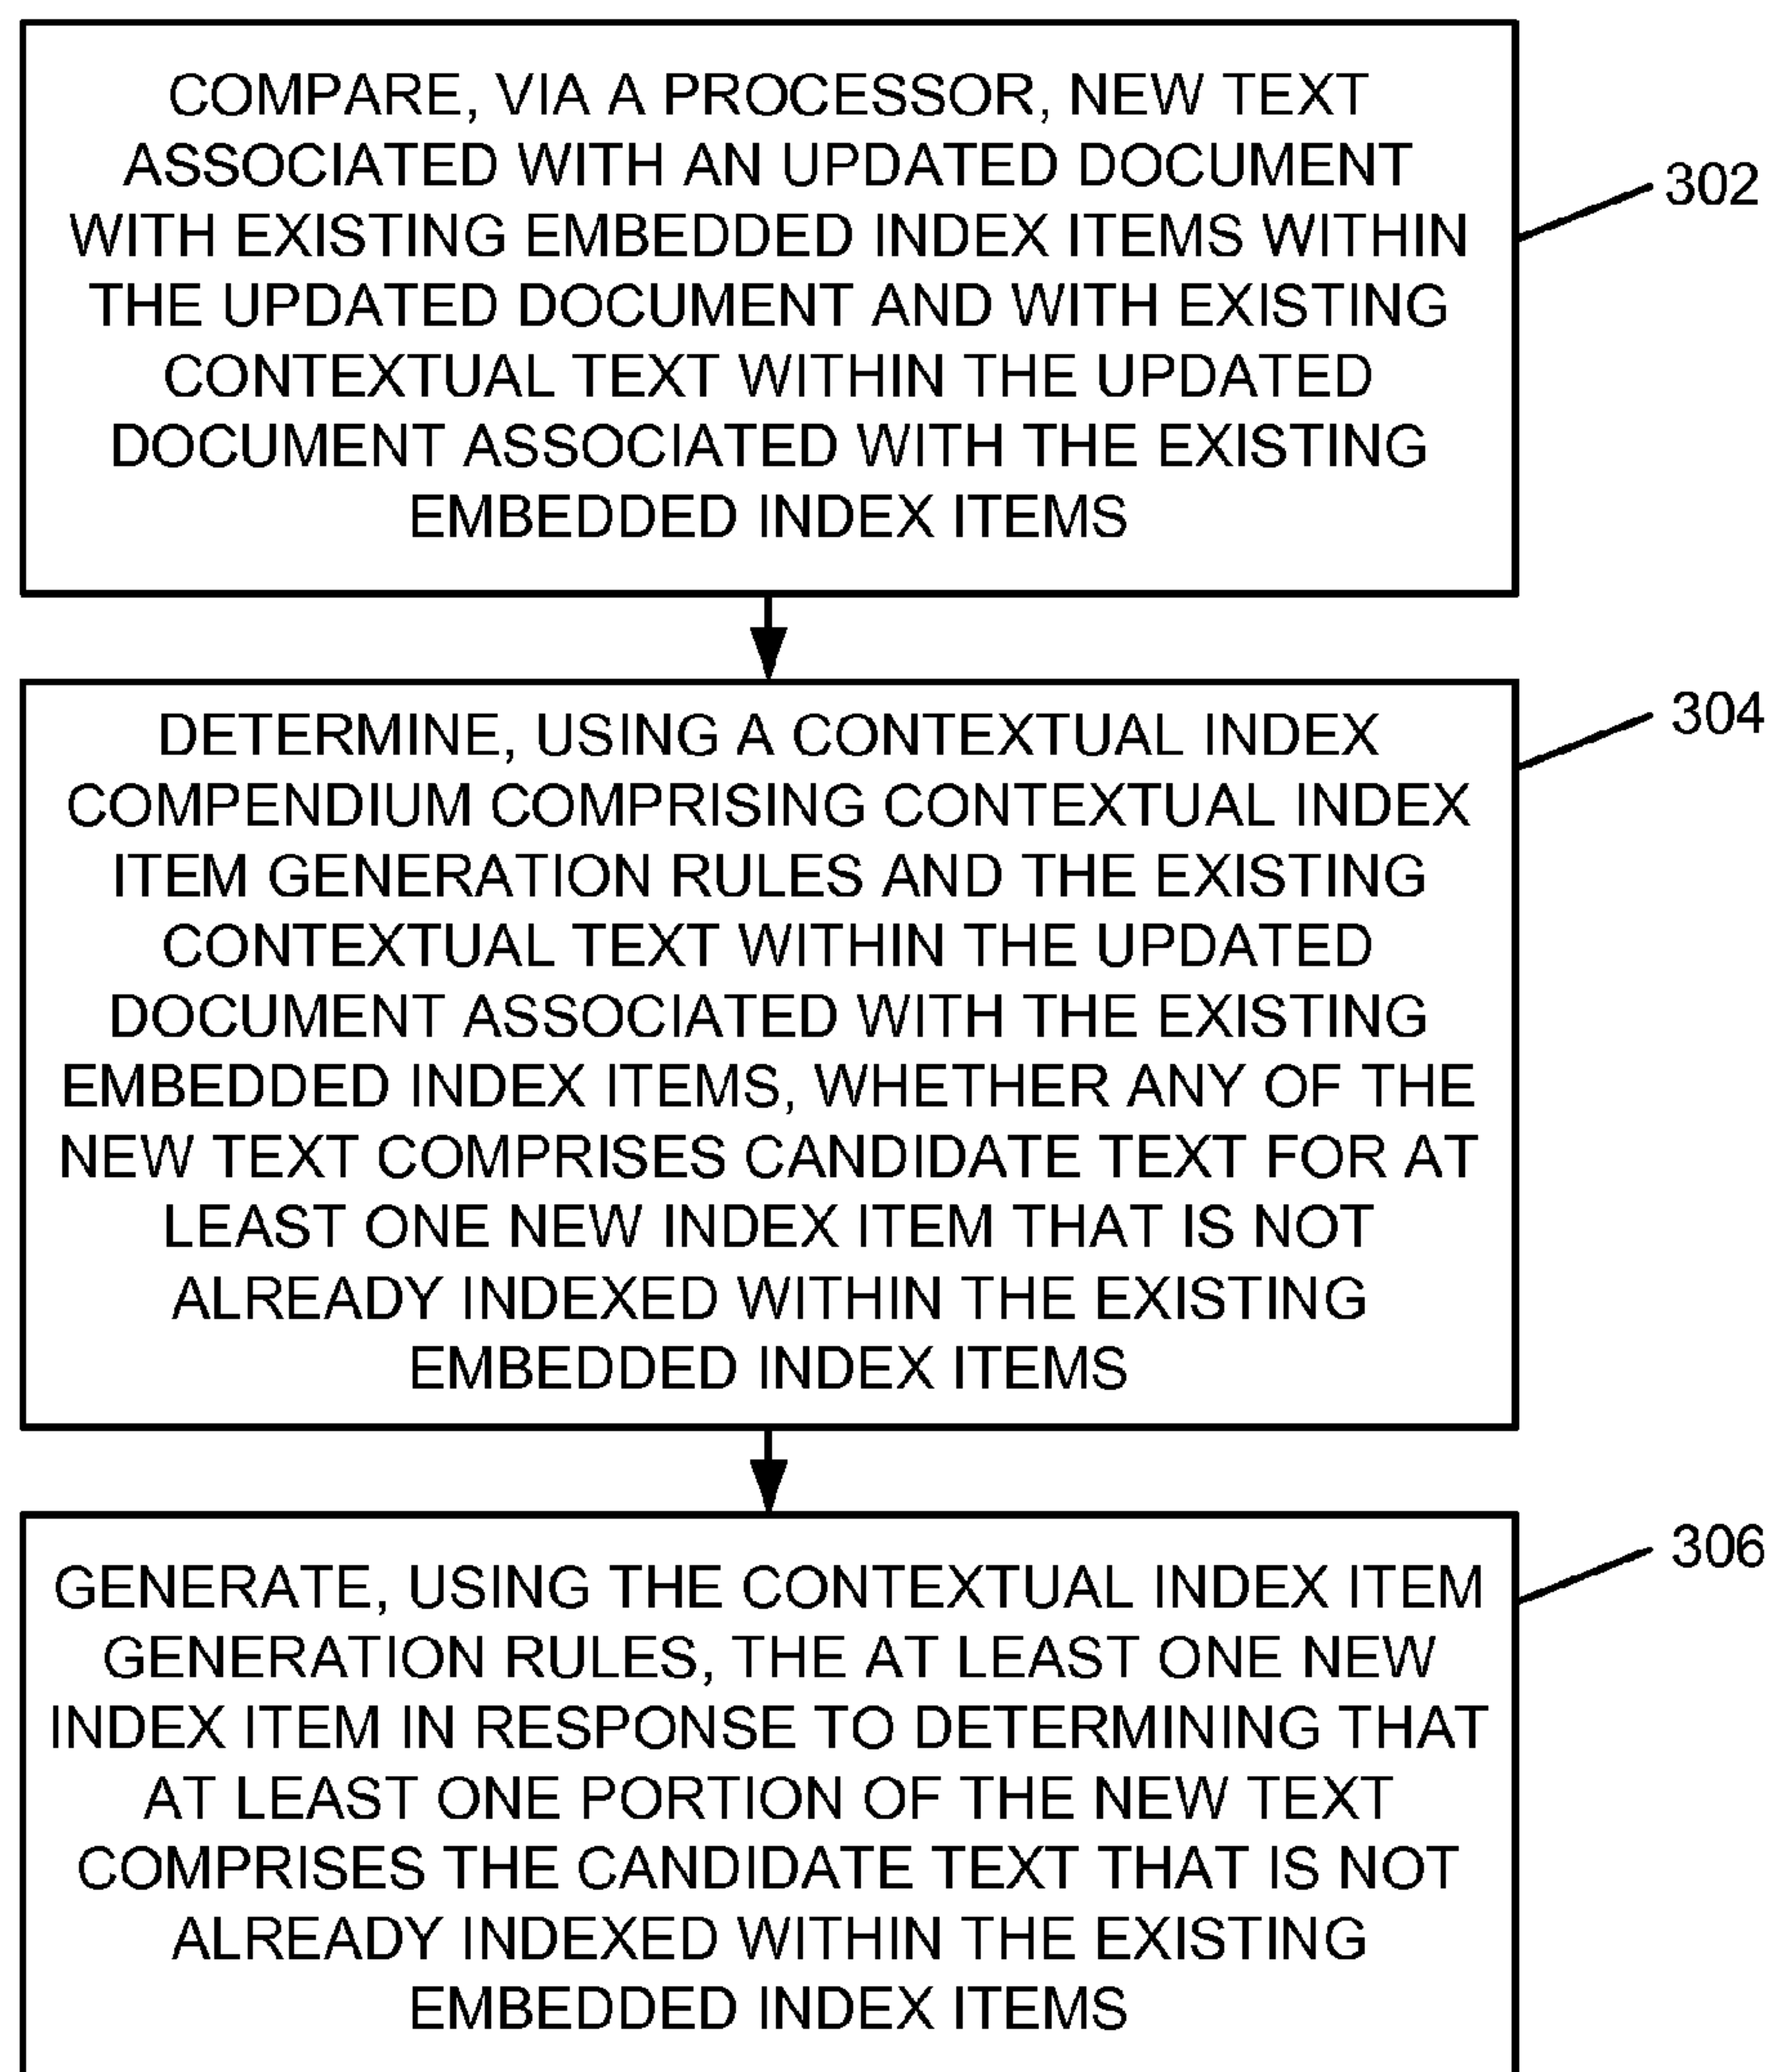 COMPARE, VIA A PROCESSOR, NEW TEXT
ASSOCIATED WITH AN UPDATED DOCUMENT
WITH EXISTING EMBEDDED INDEX ITEMS WITHIN
THE UPDATED DOCUMENT AND WITH EXISTING
CONTEXTUAL TEXT WITHIN THE UPDATED
DOCUMENT ASSOCIATED WITH THE EXISTING
EMBEDDED INDEX ITEMS
302
DETERMINE, USING A CONTEXTUAL INDEX
COMPENDIUM COMPRISING CONTEXTUAL INDEX
ITEM GENERATION RULES AND THE EXISTING
CONTEXTUAL TEXT WITHIN THE UPDATED
DOCUMENT ASSOCIATED WITH THE EXISTING
EMBEDDED INDEX ITEMS, WHETHER ANY OF THE
NEW TEXT COMPRISES CANDIDATE TEXT FOR AT
LEAST ONE NEW INDEX ITEM THAT IS NOT
ALREADY INDEXED WITHIN THE EXISTING
EMBEDDED INDEX ITEMS
304
GENERATE, USING THE CONTEXTUAL INDEX ITEM
GENERATION RULES, THE AT LEAST ONE NEW
INDEX ITEM IN RESPONSE TO DETERMINING THAT
AT LEAST ONE PORTION OF THE NEW TEXT
COMPRISES THE CANDIDATE TEXT THAT IS NOT
ALREADY INDEXED WITHIN THE EXISTING
EMBEDDED INDEX ITEMS
306